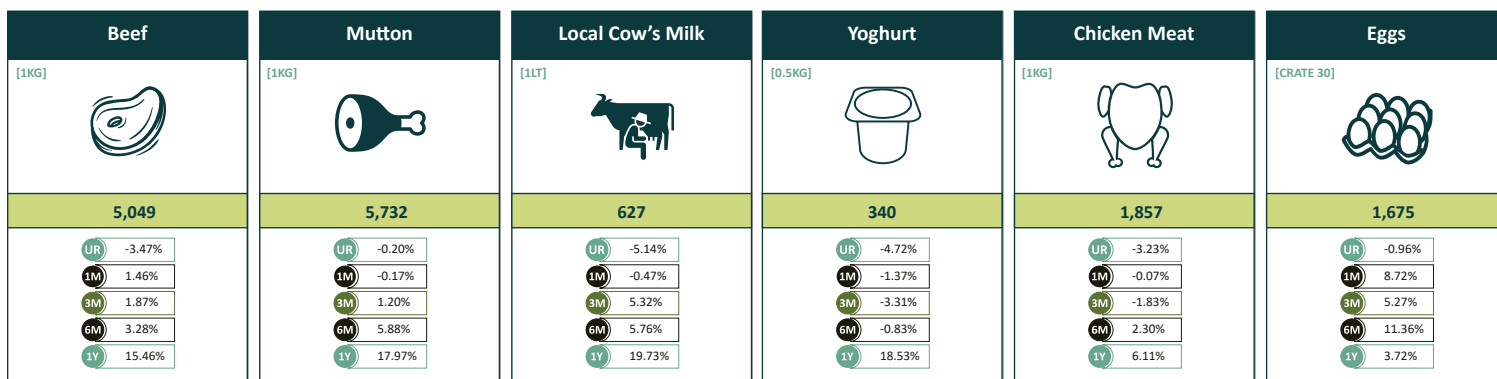 Beef
[1KG]
5,049
UR -3.47%
1M 1.46%
3M 1.87%
6M 3.28%
1Y 15.46%
Mutton
[1KG]
5,732
UR -0.20%
1M -0.17%
3M 1.20%
6M 5.88%
1Y 17.97%
Local Cow's Milk
[1LT]
627
UR -5.14%
1M -0.47%
3M 5.32%
6M 5.76%
1Y 19.73%
Yoghurt
[0.5KG]
340
UR -4.72%
1M -1.37%
3M -3.31%
6M -0.83%
1Y 18.53%
Chicken Meat
[1KG]
1,857
UR -3.23%
1M -0.07%
3M -1.83%
6M 2.30%
1Y 6.11%
Eggs
[CRATE 30]
1,675
UR -0.96%
1M 8.72%
3M 5.27%
6M 11.36%
1Y 3.72%